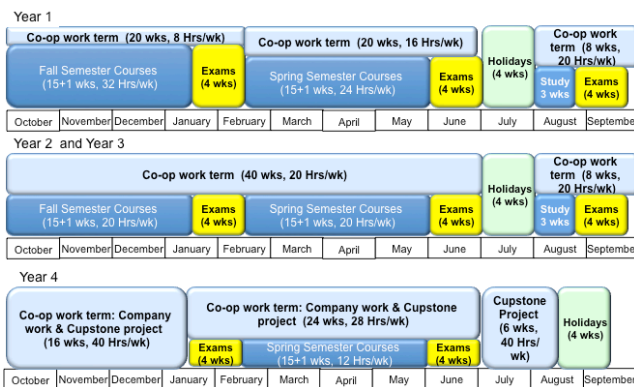 Year 1
Co-op work term (20 wks, 8 Hrs/wk)
Co-op work term (20 wks, 16 Hrs/wk)
Co-op work
term (8 wks,
20 Hrs/wk)
Fall Semester Courses
(15+1 wks, 32 Hrs/wk)
Exams
(4 wks)
Spring Semester Courses
(15+1 wks, 24 Hrs/wk)
Exams
(4 wks)
Holidays
(4 wks)
Study
3 wks
Exams
(4 wks)
October November December January February March April May June July August Septembe
Year 2 and Year 3
Co-op work term (40 wks, 20 Hrs/wk)
Co-op work
term (8 wks,
20 Hrs/wk)
Fall Semester Courses
(15+1 wks, 20 Hrs/wk)
Exams
(4 wks)
Spring Semester Courses
(15+1 wks, 20 Hrs/wk)
Exams
(4 wks)
Holidays
(4 wks)
Study
3 wks
Exams
(4 wks)
October November December January February March April May June July August Septembe
Year 4
Co-op work term: Company
work & Cupstone project
(16 wks, 40 Hrs/wk)
Co-op work term: Company work & Cupstone
project (24 wks, 28 Hrs/wk)
Exams
(4 wks)
Spring Semester Courses
(15+1 wks, 12 Hrs/wk)
Exams
(4 wks)
Cupstone
Project
(6 wks,
40 Hrs/
wk)
Holidays
(4 wks)
October November December January February March April May June July August Septembe